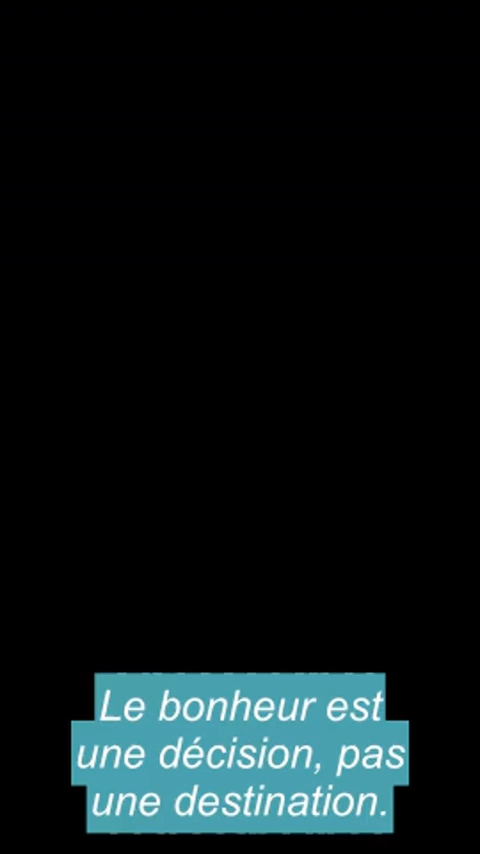 Le bonheur est
une décision, pas
une destination.